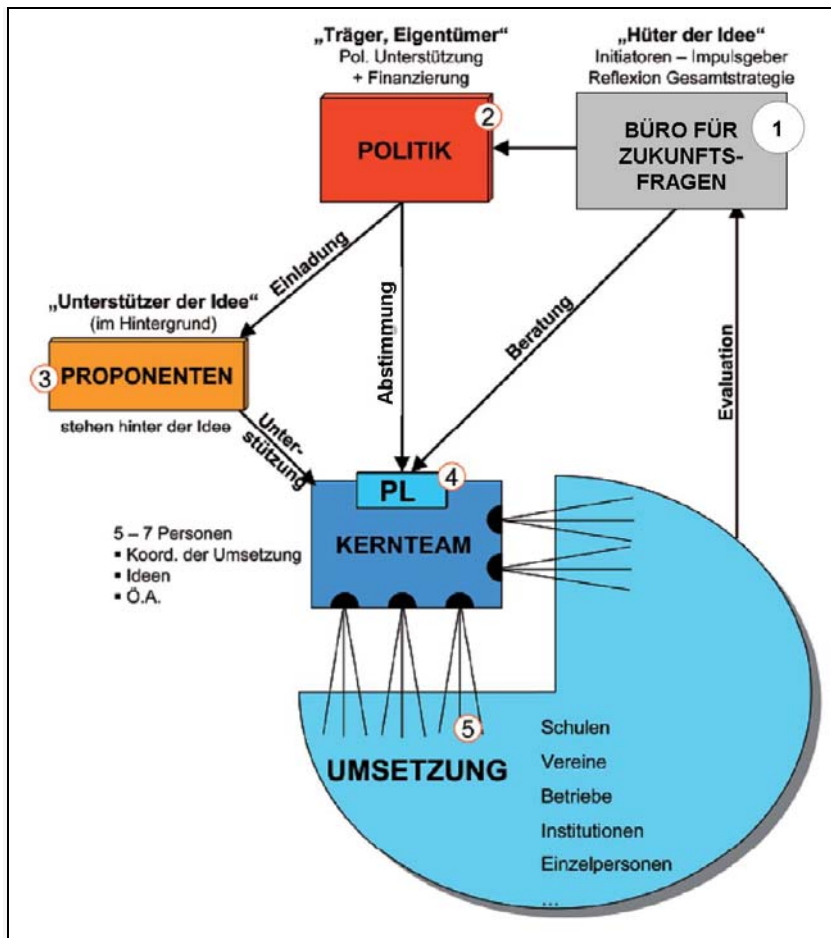 „Träger, Eigentümer“
Pol. Unterstützung
+ Finanzierung
2
POLITIK
„Hüter der Idee“
Initiatoren – Impulsgeber
Reflexion Gesamtstrategie
BÜRO FÜR
ZUKUNFTS-
FRAGEN
1
Einladung
Abstimmung
Beratung
Evaluation
„Unterstützer der Idee“
(im Hintergrund)
3
PROPONENTEN
stehen hinter der Idee
Unter-
stützung
PL
4
KERNTEAM
5 – 7 Personen
▪ Koord. der Umsetzung
▪ Ideen
▪ Ö.A.
5
UMSETZUNG
Schulen
Vereine
Betriebe
Institutionen
Einzelpersonen
...